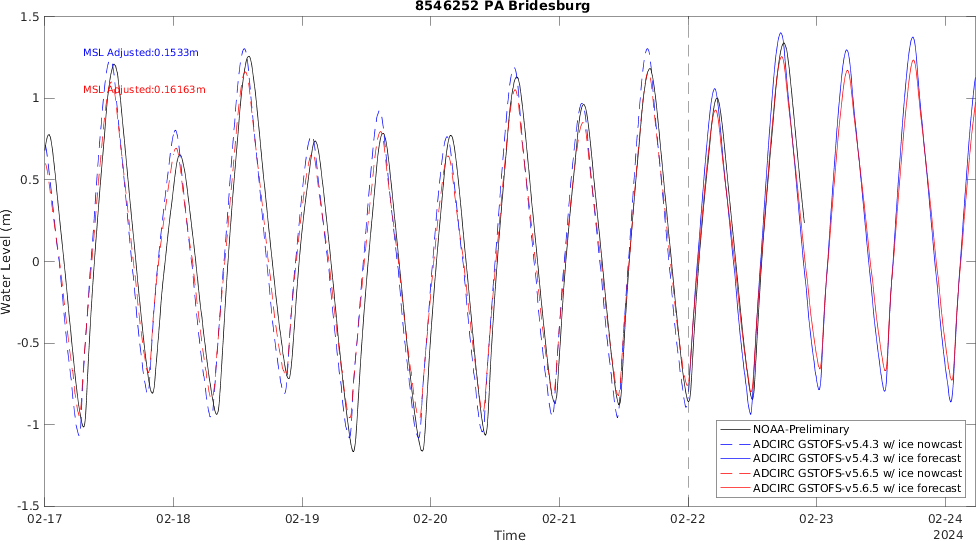 8546252 PA Bridesburg
1.5
MSL Adjusted:0.1533m
MSL Adjusted:0.16163m
1
0.5
0
-0.5
-1
-1.5
Water Level (m)
NOAA-Preliminary
ADCIRC GSTOFS-v5.4.3 w/ ice nowcast
ADCIRC GSTOFS-v5.4.3 w/ ice forecast
ADCIRC GSTOFS-v5.6.5 w/ ice nowcast
ADCIRC GSTOFS-v5.6.5 w/ ice forecast
02-17 02-18 02-19 02-20 02-21 02-22 02-23 02-24
Time
2024